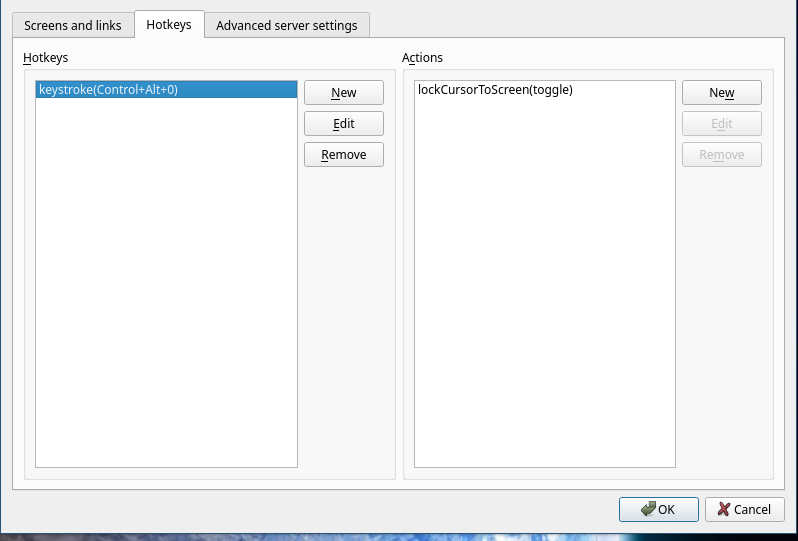 Screens and links
Hotkeys
Advanced server settings
Hotkeys
keystroke(Control+Alt+0)
New
Edit
Remove
Actions
lockCursorToScreen(toggle)
New
Edit
Remove
OK
Cancel